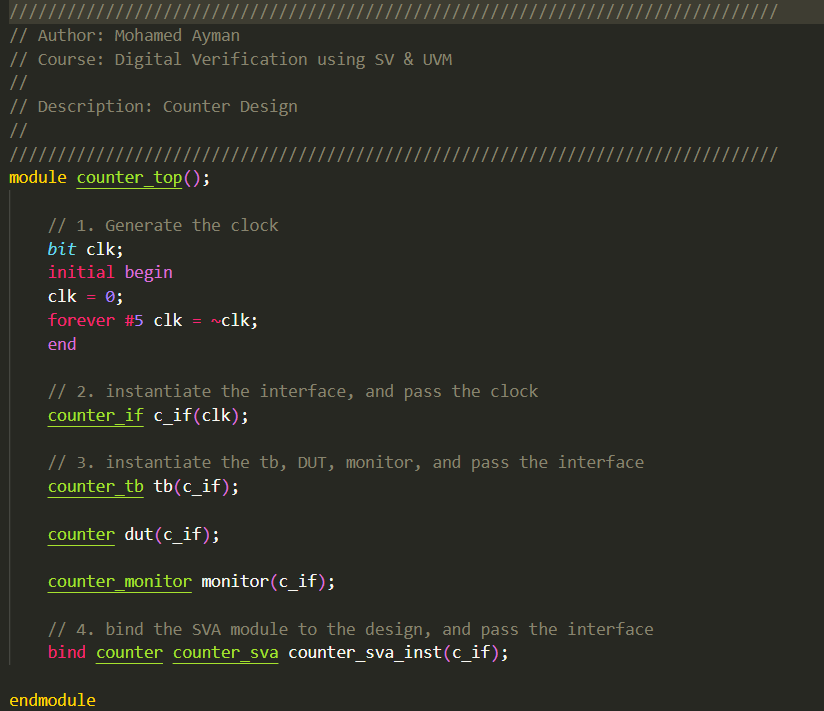 ////////////////////////////////////////////////////////////////////////////////
// Author: Mohamed Ayman
// Course: Digital Verification using SV & UVM
//
// Description: Counter Design
//
////////////////////////////////////////////////////////////////////////////////
module counter_top();
// 1. Generate the clock
bit clk;
initial begin
clk = 0;
forever #5 clk = ~clk;
end
// 2. instantiate the interface, and pass the clock
counter_if c_if(clk);
// 3. instantiate the tb, DUT, monitor, and pass the interface
counter_tb tb(c_if);
counter dut(c_if);
counter_monitor monitor(c_if);
// 4. bind the SVA module to the design, and pass the interface
bind counter counter_sva counter_sva_inst(c_if);
endmodule